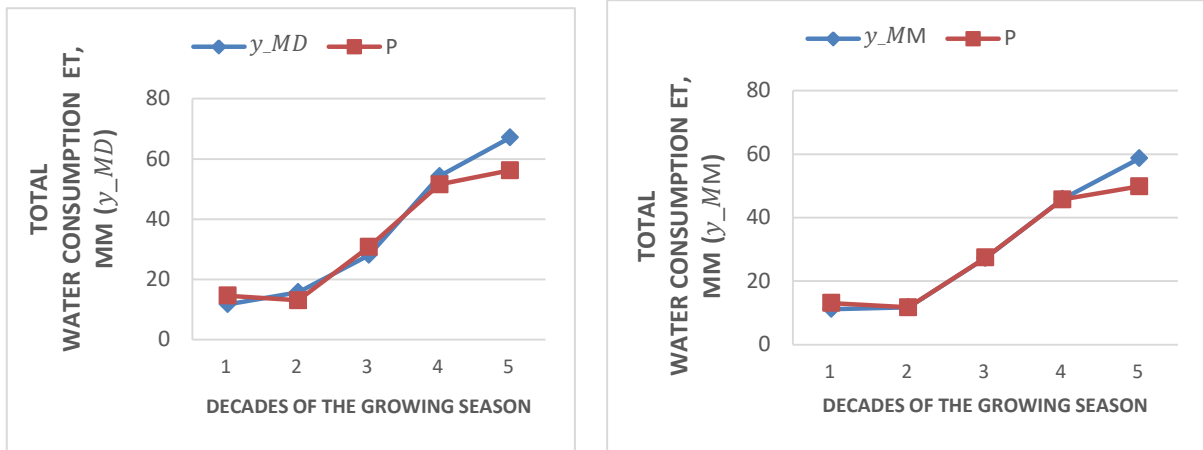 y_MD P
TOTAL
WATER CONSUMPTION ET,
MM (y_MD)
80
60
40
20
0
1 2 3 4 5
DECADES OF THE GROWING SEASON
y_MM P
TOTAL
WATER CONSUMPTION ET,
MM (y_MM)
80
60
40
20
0
1 2 3 4 5
DECADES OF THE GROWING SEASON